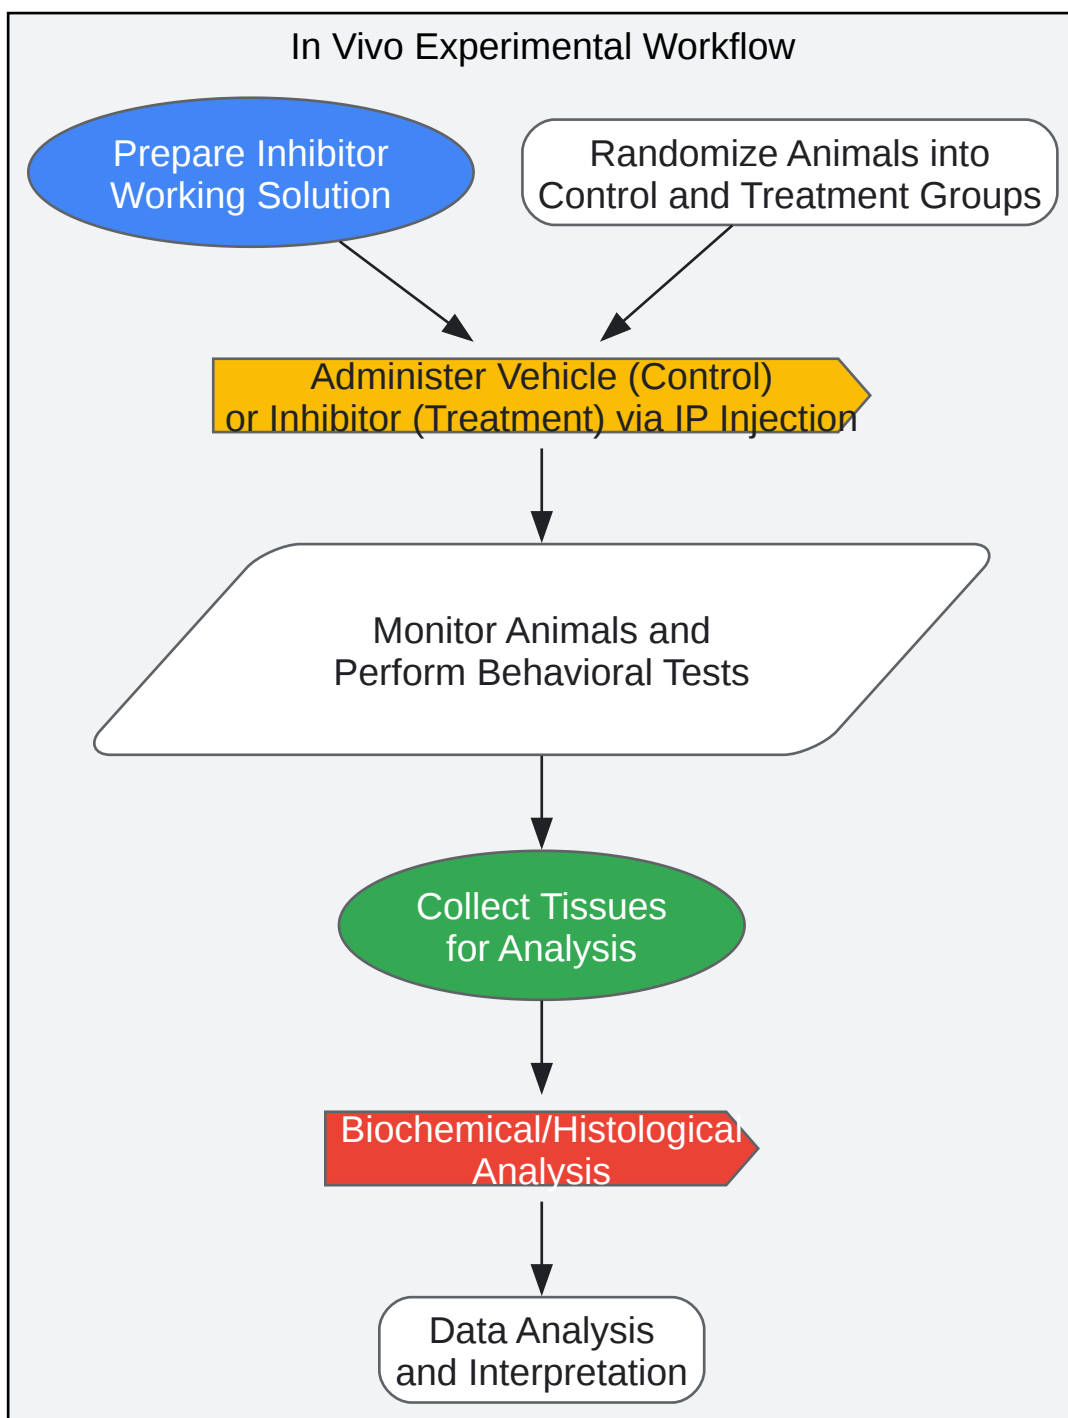 In Vivo Experimental Workflow
Prepare Inhibitor
Working Solution
Randomize Animals into
Control and Treatment Groups
Administer Vehicle (Control)
or Inhibitor (Treatment) via IP Injection
Monitor Animals and
Perform Behavioral Tests
Collect Tissues
for Analysis
Biochemical/Histological
Analysis
Data Analysis
and Interpretation